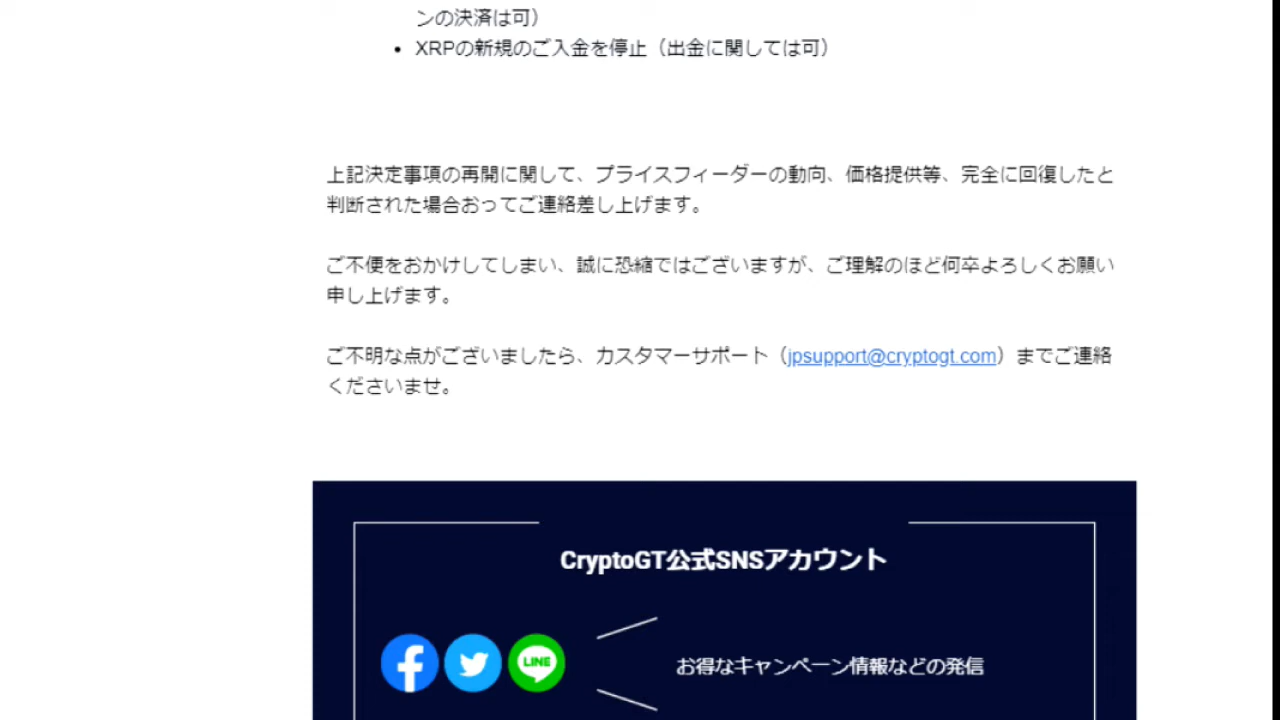 ンの決済は可）
• XRPの新規のご入金を停止（出金に関しては可）
上記決定事項の再開に関して、プライスフィーダーの動向、価格提供等、完全に回復したと
判断された場合おってご連絡差し上げます。
ご不便をおかけしてしまい、誠に恐縮ではございますが、ご理解のほど何卒よろしくお願い
申し上げます。
ご不明な点がございましたら、カスタマーサポート（jpsupport@cryptogt.com）までご連絡
くださいませ。
CryptoGT公式SNSアカウント
LINE
お得なキャンペーン情報などの発信